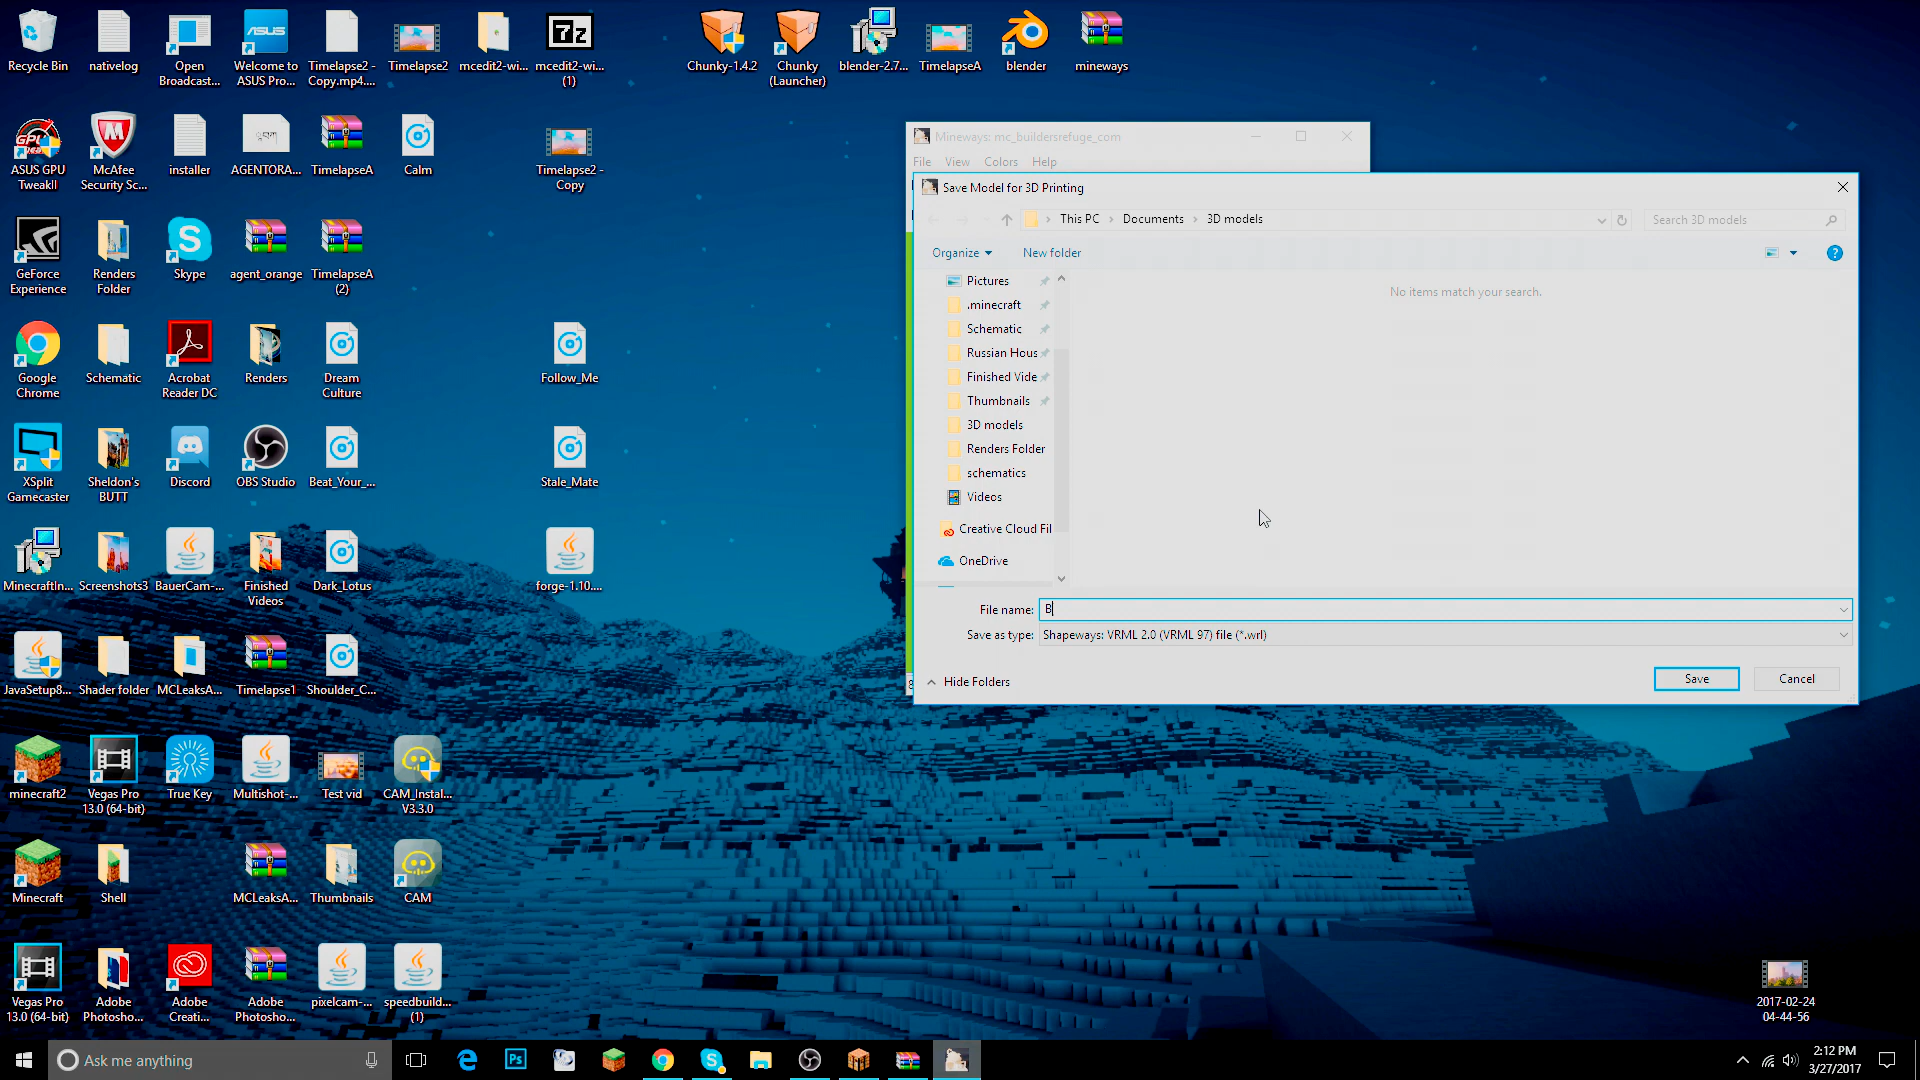 Recycle Bin
nativelog
Open
Broadcast...
Welcome to
ASUS Pro...
Timelapse2 -
Copy.mp4....
Timelapse2
mcedit2-wi...
mcedit2-wi...
(1)
Chunky-1.4.2
Chunky
(Launcher)
blender-2.7...
TimelapseA
blender
mineways
ASUS GPU
TweakII
McAfee
Security Sc...
installer
AGENTORA...
TimelapseA
Calm
Timelapse2 -
Copy
GeForce
Experience
Renders
Folder
Skype
agent_orange
TimelapseA
(2)
Google
Chrome
Schematic
Acrobat
Reader DC
Renders
Dream
Culture
Follow_Me
XSplit
Gamecaster
Sheldon's
BUTT
Discord
OBS Studio
Beat_Your_...
Stale_Mate
MinecraftIn...
Screenshots3
BauerCam-...
Finished
Videos
Dark_Lotus
forge-1.10....
JavaSetup8...
Shader folder
MCLeaksA...
Timelapse1
Shoulder_C...
minecraft2
Vegas Pro
13.0 (64-bit)
True Key
Multishot-...
Test vid
CAM_Instal...
V3.3.0
Minecraft
Shell
MCLeaksA...
Thumbnails
CAM
Vegas Pro
13.0 (64-bit)
Adobe
Photosho...
Adobe
Creati...
Adobe
Photosho...
pixelcam-...
speedbuild...
(1)
Mineways: mc_buildersrefuge_com
File View Colors Help
Save Model for 3D Printing
This PC > Documents > 3D models
Search 3D models
Organize
New folder
Pictures
.minecraft
Schematic
Russian Hous
Finished Vide
Thumbnails
3D models
Renders Folder
schematics
Videos
Creative Cloud Fil
OneDrive
No items match your search.
File name: B
Save as type: Shapeways: VRML 2.0 (VRML 97) file (*.wrl)
Hide Folders
Save
Cancel
2017-02-24
04-44-56
Ask me anything
2:12 PM
3/27/2017